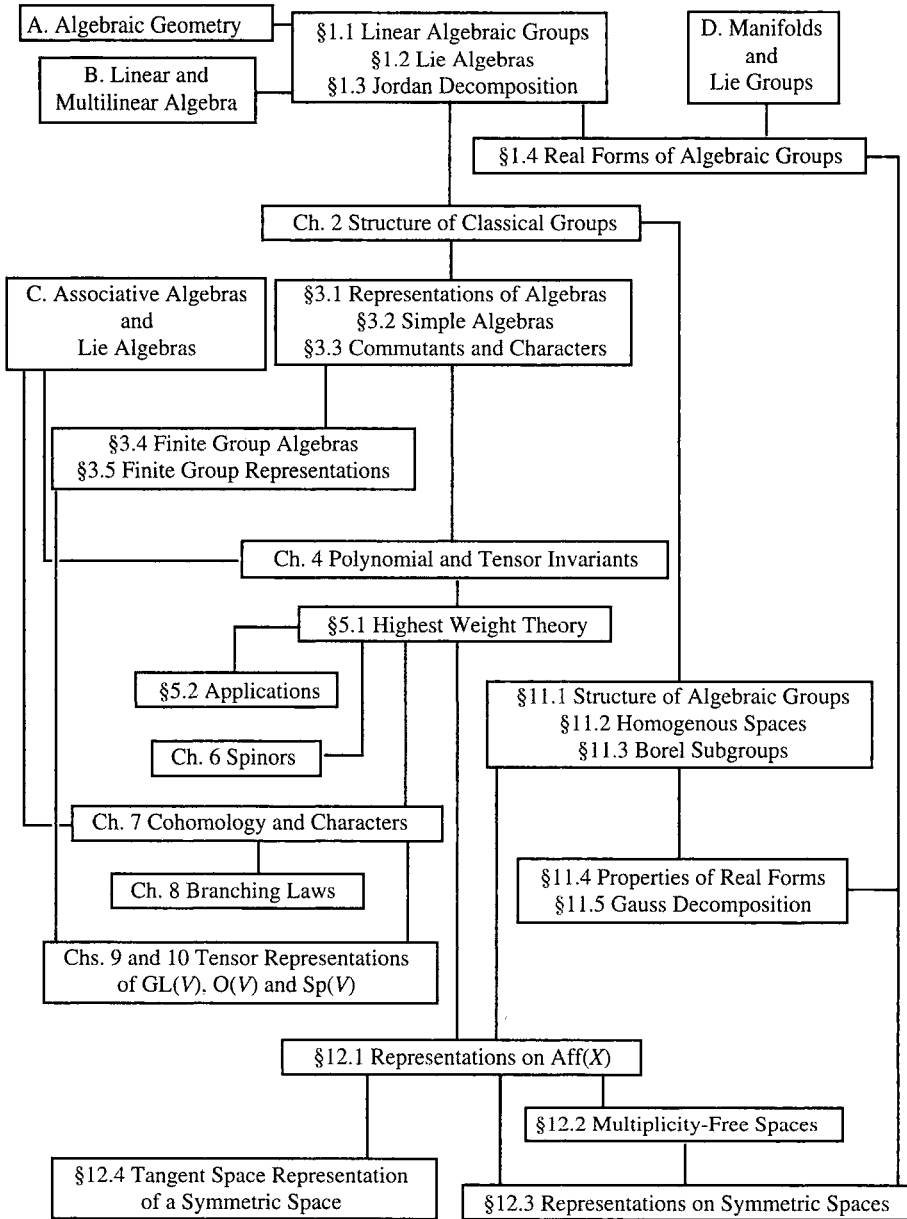 A. Algebraic Geometry
§1.1 Linear Algebraic Groups
§1.2 Lie Algebras
§1.3 Jordan Decomposition
D. Manifolds
and
Lie Groups
B. Linear and
Multilinear Algebra
§1.4 Real Forms of Algebraic Groups
Ch. 2 Structure of Classical Groups
C. Associative Algebras
and
Lie Algebras
§3.1 Representations of Algebras
§3.2 Simple Algebras
§3.3 Commutants and Characters
§3.4 Finite Group Algebras
§3.5 Finite Group Representations
Ch. 4 Polynomial and Tensor Invariants
§5.1 Highest Weight Theory
§5.2 Applications
§11.1 Structure of Algebraic Groups
§11.2 Homogenous Spaces
§11.3 Borel Subgroups
Ch. 6 Spinors
Ch. 7 Cohomology and Characters
Ch. 8 Branching Laws
§11.4 Properties of Real Forms
§11.5 Gauss Decomposition
Chs. 9 and 10 Tensor Representations
of GL(V), O(V) and Sp(V)
§12.1 Representations on Aff(X)
§12.2 Multiplicity-Free Spaces
§12.4 Tangent Space Representation
of a Symmetric Space
§12.3 Representations on Symmetric Spaces